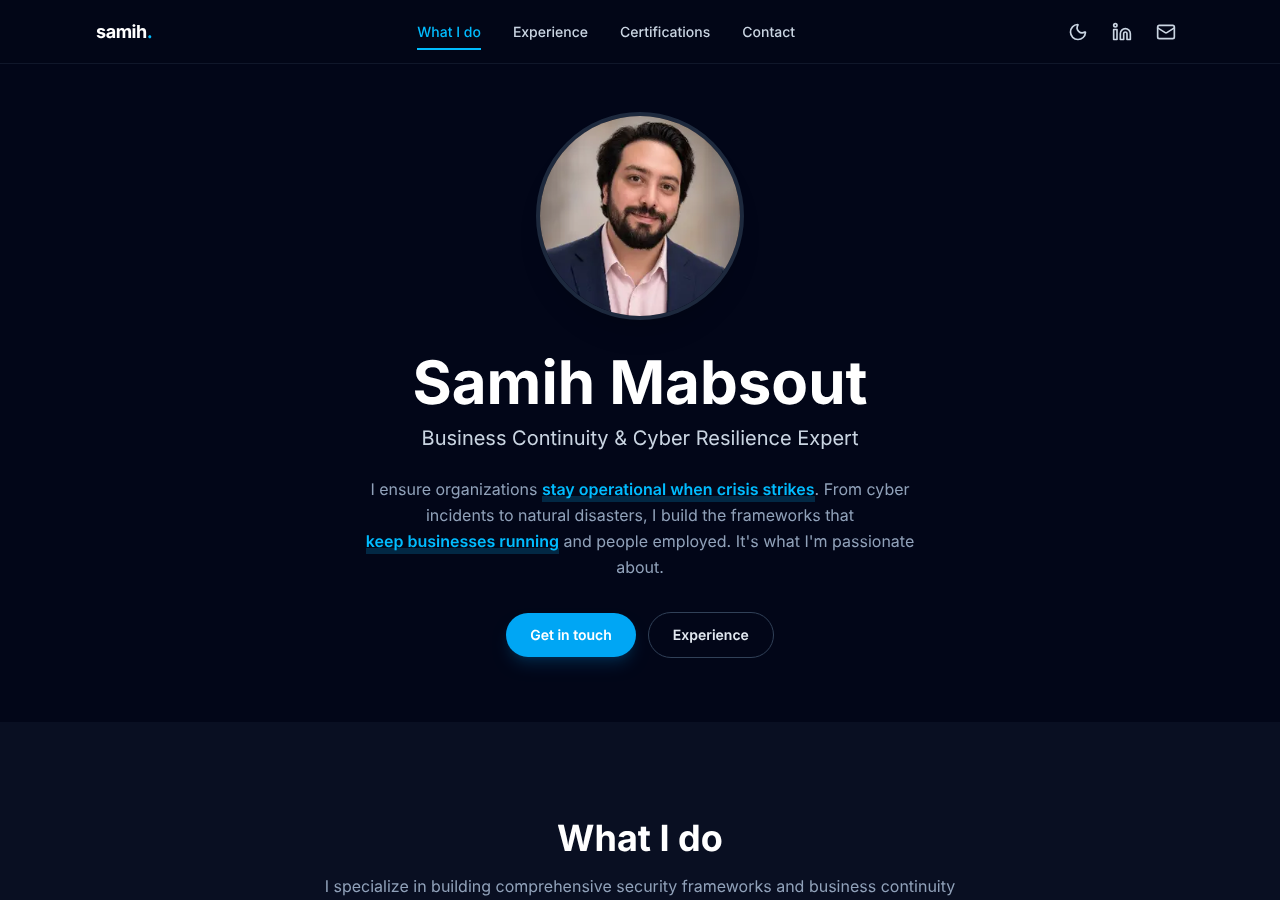 samih.
What I do
Experience
Certifications
Contact
Samih Mabsout
Business Continuity & Cyber Resilience Expert
I ensure organizations stay operational when crisis strikes. From cyber
incidents to natural disasters, I build the frameworks that
keep businesses running and people employed. It's what I'm passionate
about.
Get in touch
Experience
What I do
I specialize in building comprehensive security frameworks and business continuity